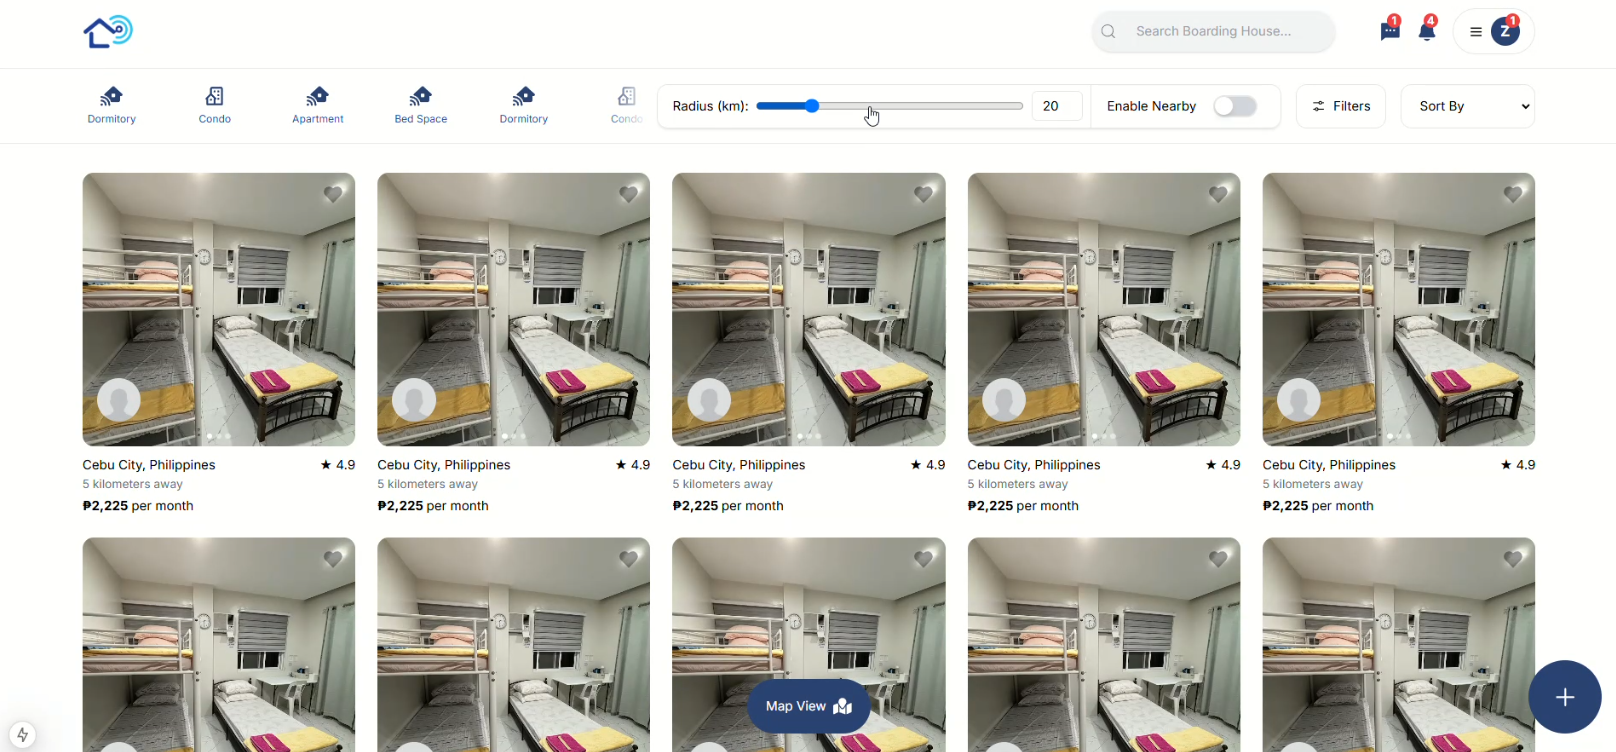 Search Boarding House...
1
4
Z
1
Dormitory
Condo
Apartment
Bed Space
Dormitory
Condo
Radius (km):
20
Enable Nearby
Filters
Sort By
Cebu City, Philippines ★ 4.9
5 kilometers away
₱2,225 per month
Cebu City, Philippines ★ 4.9
5 kilometers away
₱2,225 per month
Cebu City, Philippines ★ 4.9
5 kilometers away
₱2,225 per month
Cebu City, Philippines ★ 4.9
5 kilometers away
₱2,225 per month
Cebu City, Philippines ★ 4.9
5 kilometers away
₱2,225 per month
Map View